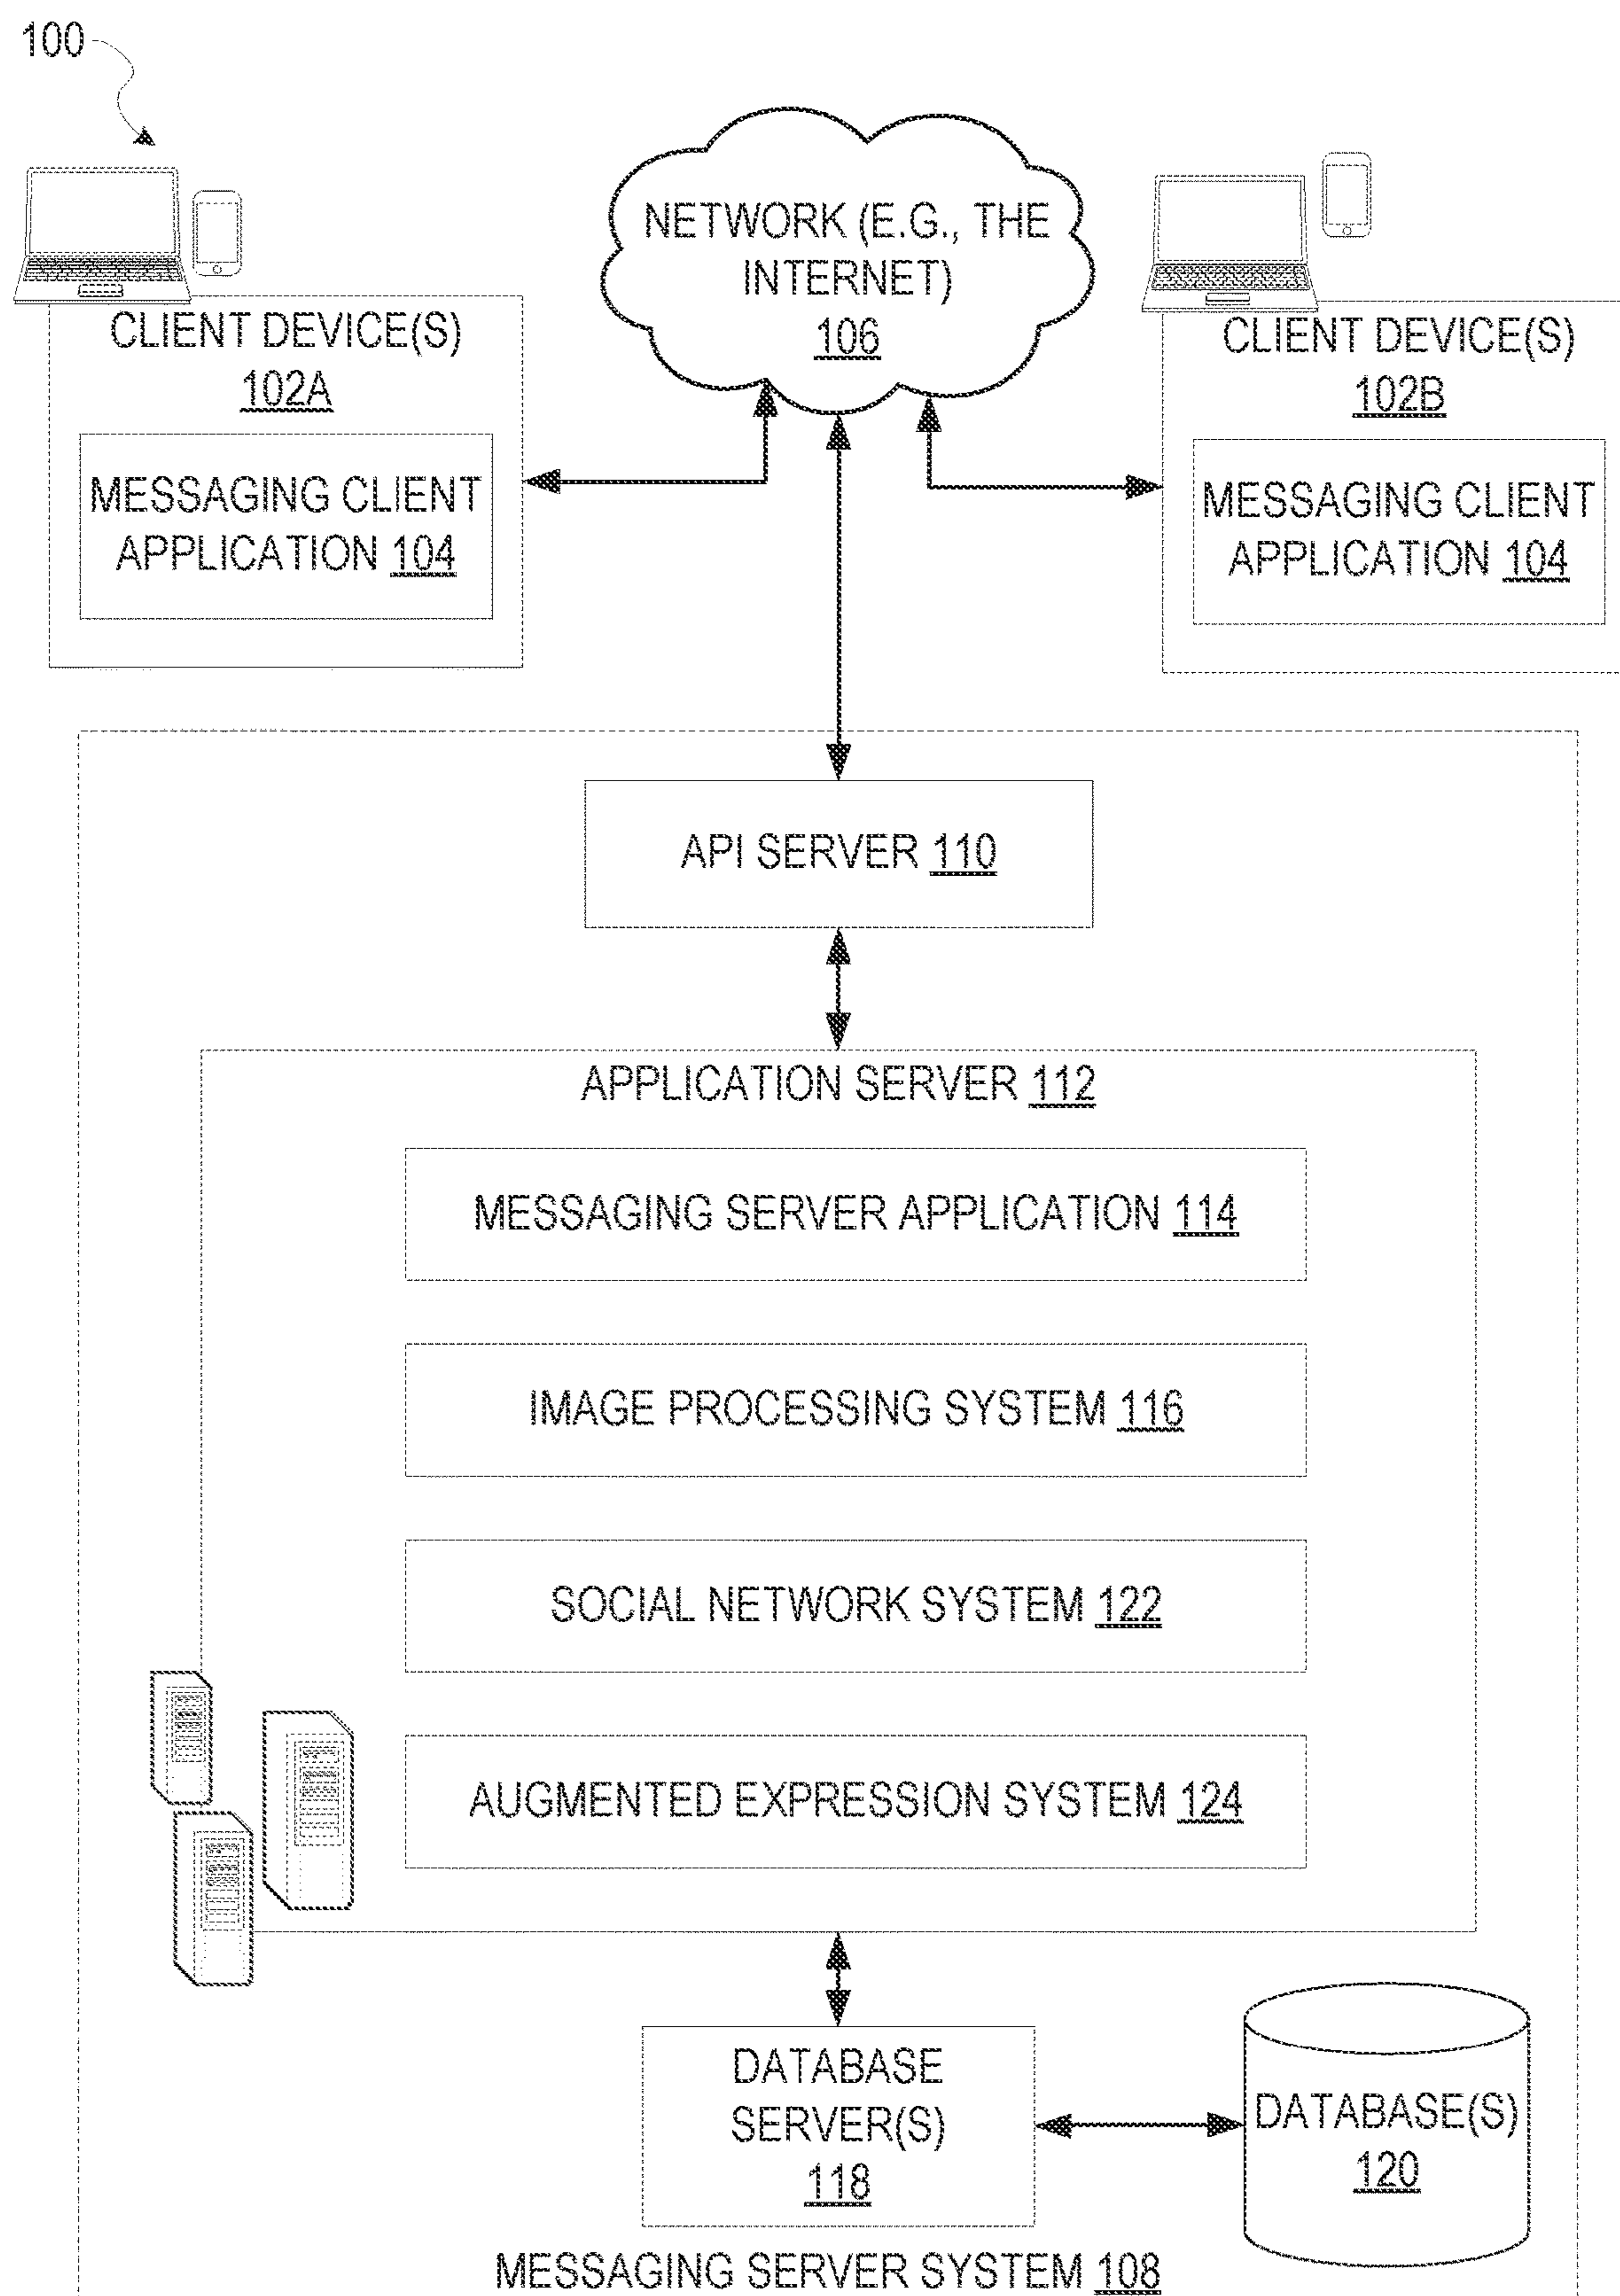 100
NETWORK (E.G., THE
INTERNET)
106
CLIENT DEVICE(S)
102A
MESSAGING CLIENT
APPLICATION 104
CLIENT DEVICE(S)
102B
MESSAGING CLIENT
APPLICATION 104
API SERVER 110
APPLICATION SERVER 112
MESSAGING SERVER APPLICATION 114
IMAGE PROCESSING SYSTEM 116
SOCIAL NETWORK SYSTEM 122
AUGMENTED EXPRESSION SYSTEM 124
DATABASE
SERVER(S)
118
DATABASE(S)
120
MESSAGING SERVER SYSTEM 108